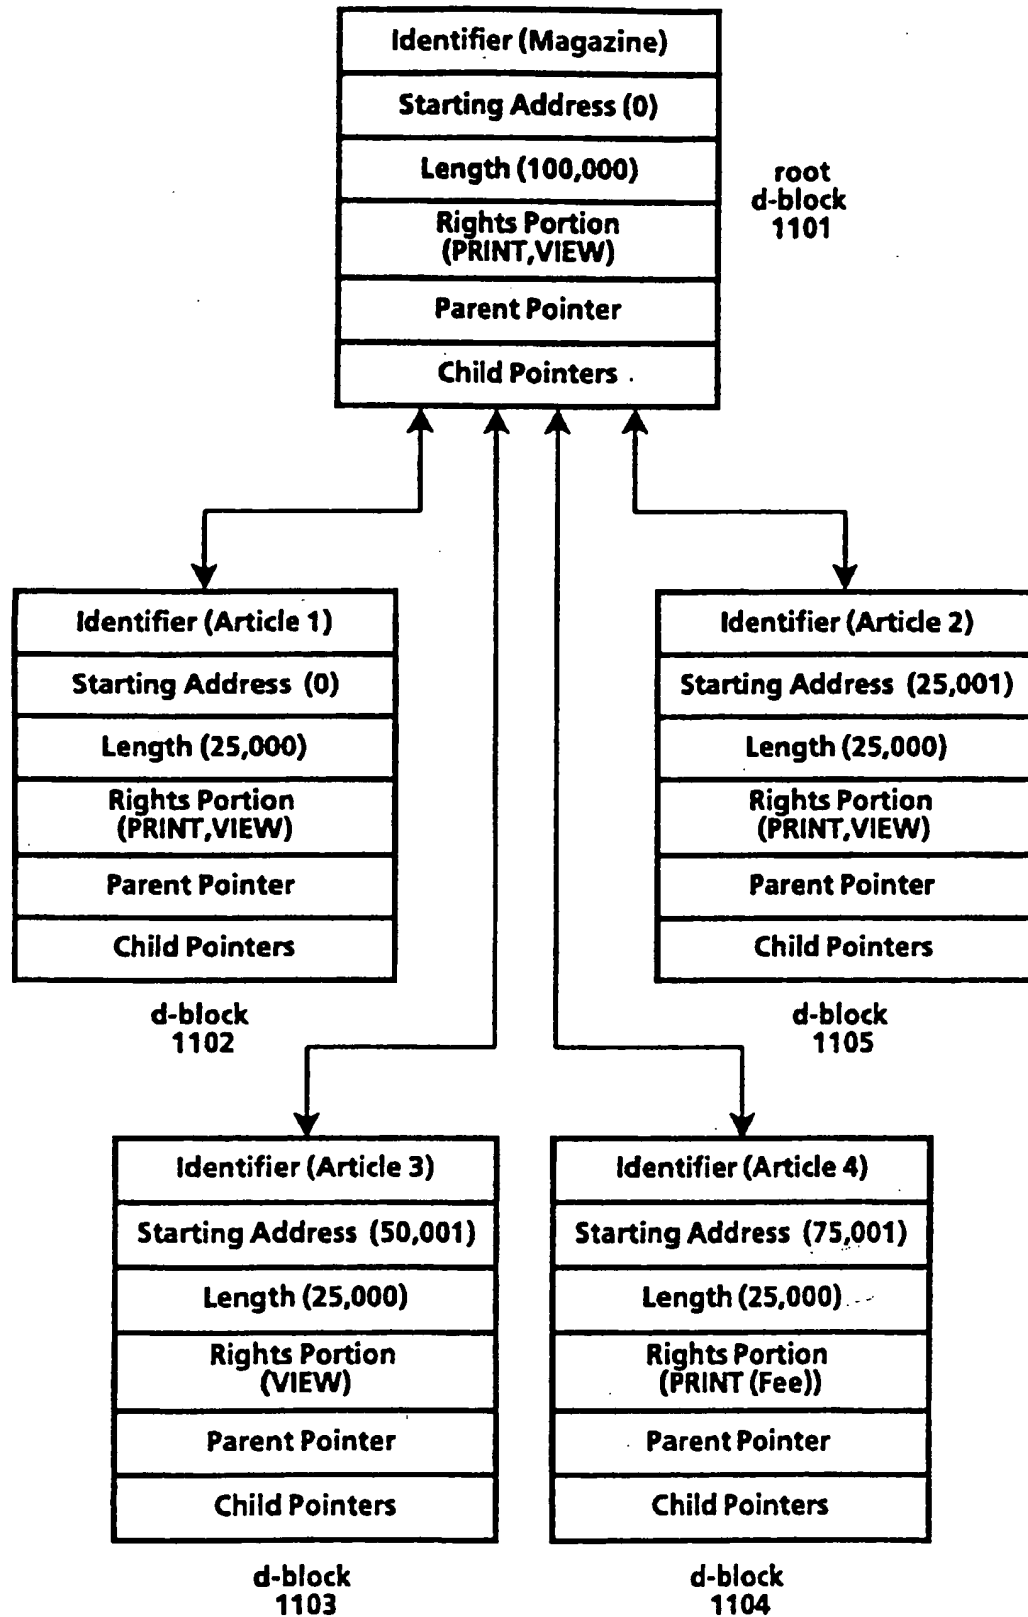 Identifier (Magazine)
Starting Address (0)
Length (100,000)
Rights Portion
(PRINT,VIEW)
Parent Pointer
Child Pointers
root
d-block
1101
Identifier (Article 1)
Starting Address (0)
Length (25,000)
Rights Portion
(PRINT,VIEW)
Parent Pointer
Child Pointers
d-block
1102
Identifier (Article 2)
Starting Address (25,001)
Length (25,000)
Rights Portion
(PRINT,VIEW)
Parent Pointer
Child Pointers
d-block
1105
Identifier (Article 3)
Starting Address (50,001)
Length (25,000)
Rights Portion
(VIEW)
Parent Pointer
Child Pointers
d-block
1103
Identifier (Article 4)
Starting Address (75,001)
Length (25,000)
Rights Portion
(PRINT (Fee))
Parent Pointer
Child Pointers
d-block
1104